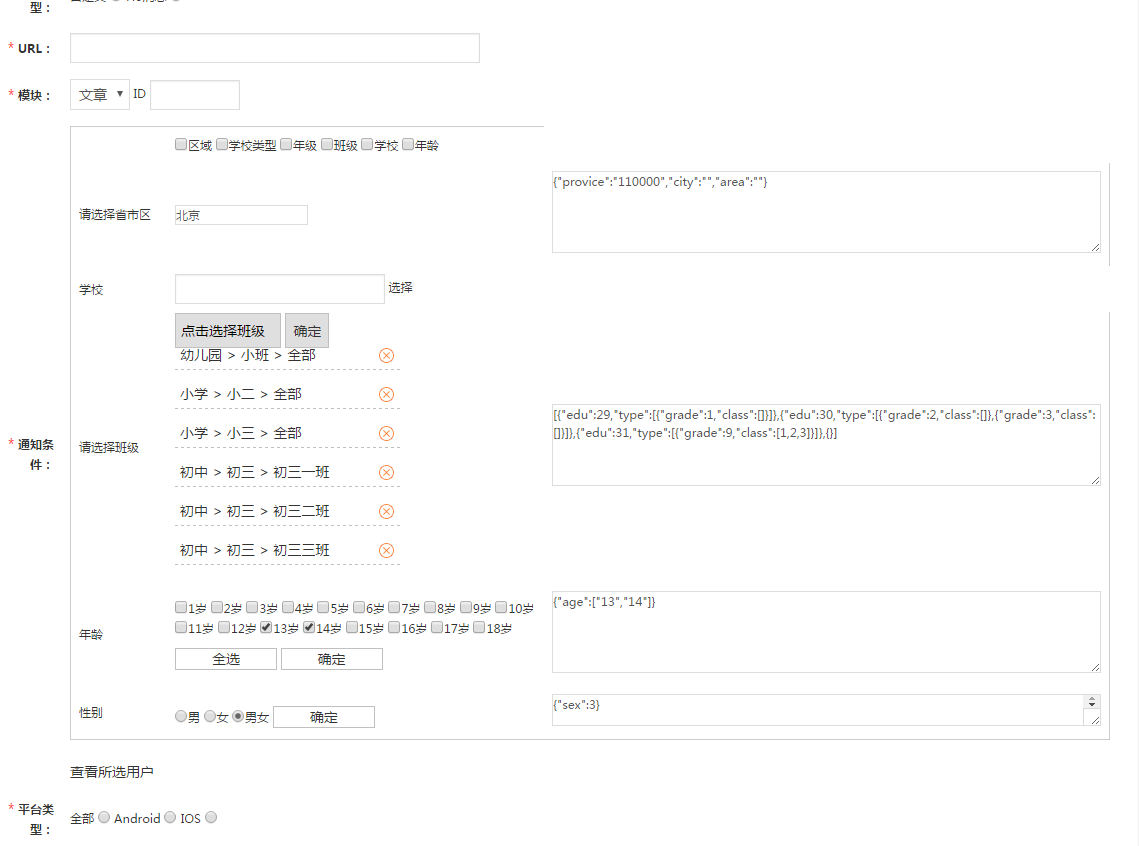 型：
* URL：
* 模块： 文章 ID
区域 学校类型 年级 班级 学校 年龄
请选择省市区 北京 {"provice":"110000","city":"","area":""}
学校 选择
点击选择班级 确定
幼儿园 > 小班 > 全部
小学 > 小二 > 全部
小学 > 小三 > 全部
* 通知条件：
请选择班级
初中 > 初三 > 初三一班
初中 > 初三 > 初三二班
初中 > 初三 > 初三三班
[{"edu":29,"type":[{"grade":1,"class":[]}]},{"edu":30,"type":[{"grade":2,"class":[]},{"grade":3,"class":
[]}]},{"edu":31,"type":[{"grade":9,"class":[1,2,3]}]},{}]
年龄
1岁 2岁 3岁 4岁 5岁 6岁 7岁 8岁 9岁 10岁
11岁 12岁 13岁 14岁 15岁 16岁 17岁 18岁
全选 确定
{"age":["13","14"]}
性别 男 女 男女 确定 {"sex":3}
查看所选用户
* 平台类型： 全部 Android IOS